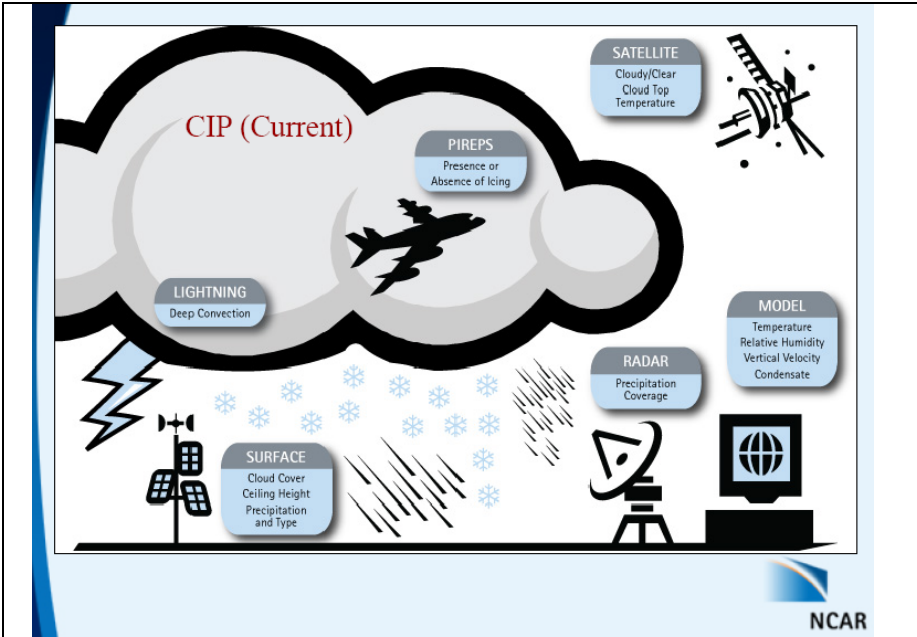 SATELLITE
Cloudy/Clear
Cloud Top
Temperature
CIP (Current)
PIREPS
Presence or
Absence of Icing
LIGHTNING
Deep Convection
MODEL
Temperature
Relative Humidity
Vertical Velocity
Condensate
RADAR
Precipitation
Coverage
SURFACE
Cloud Cover
Ceiling Height
Precipitation
and Type
NCAR